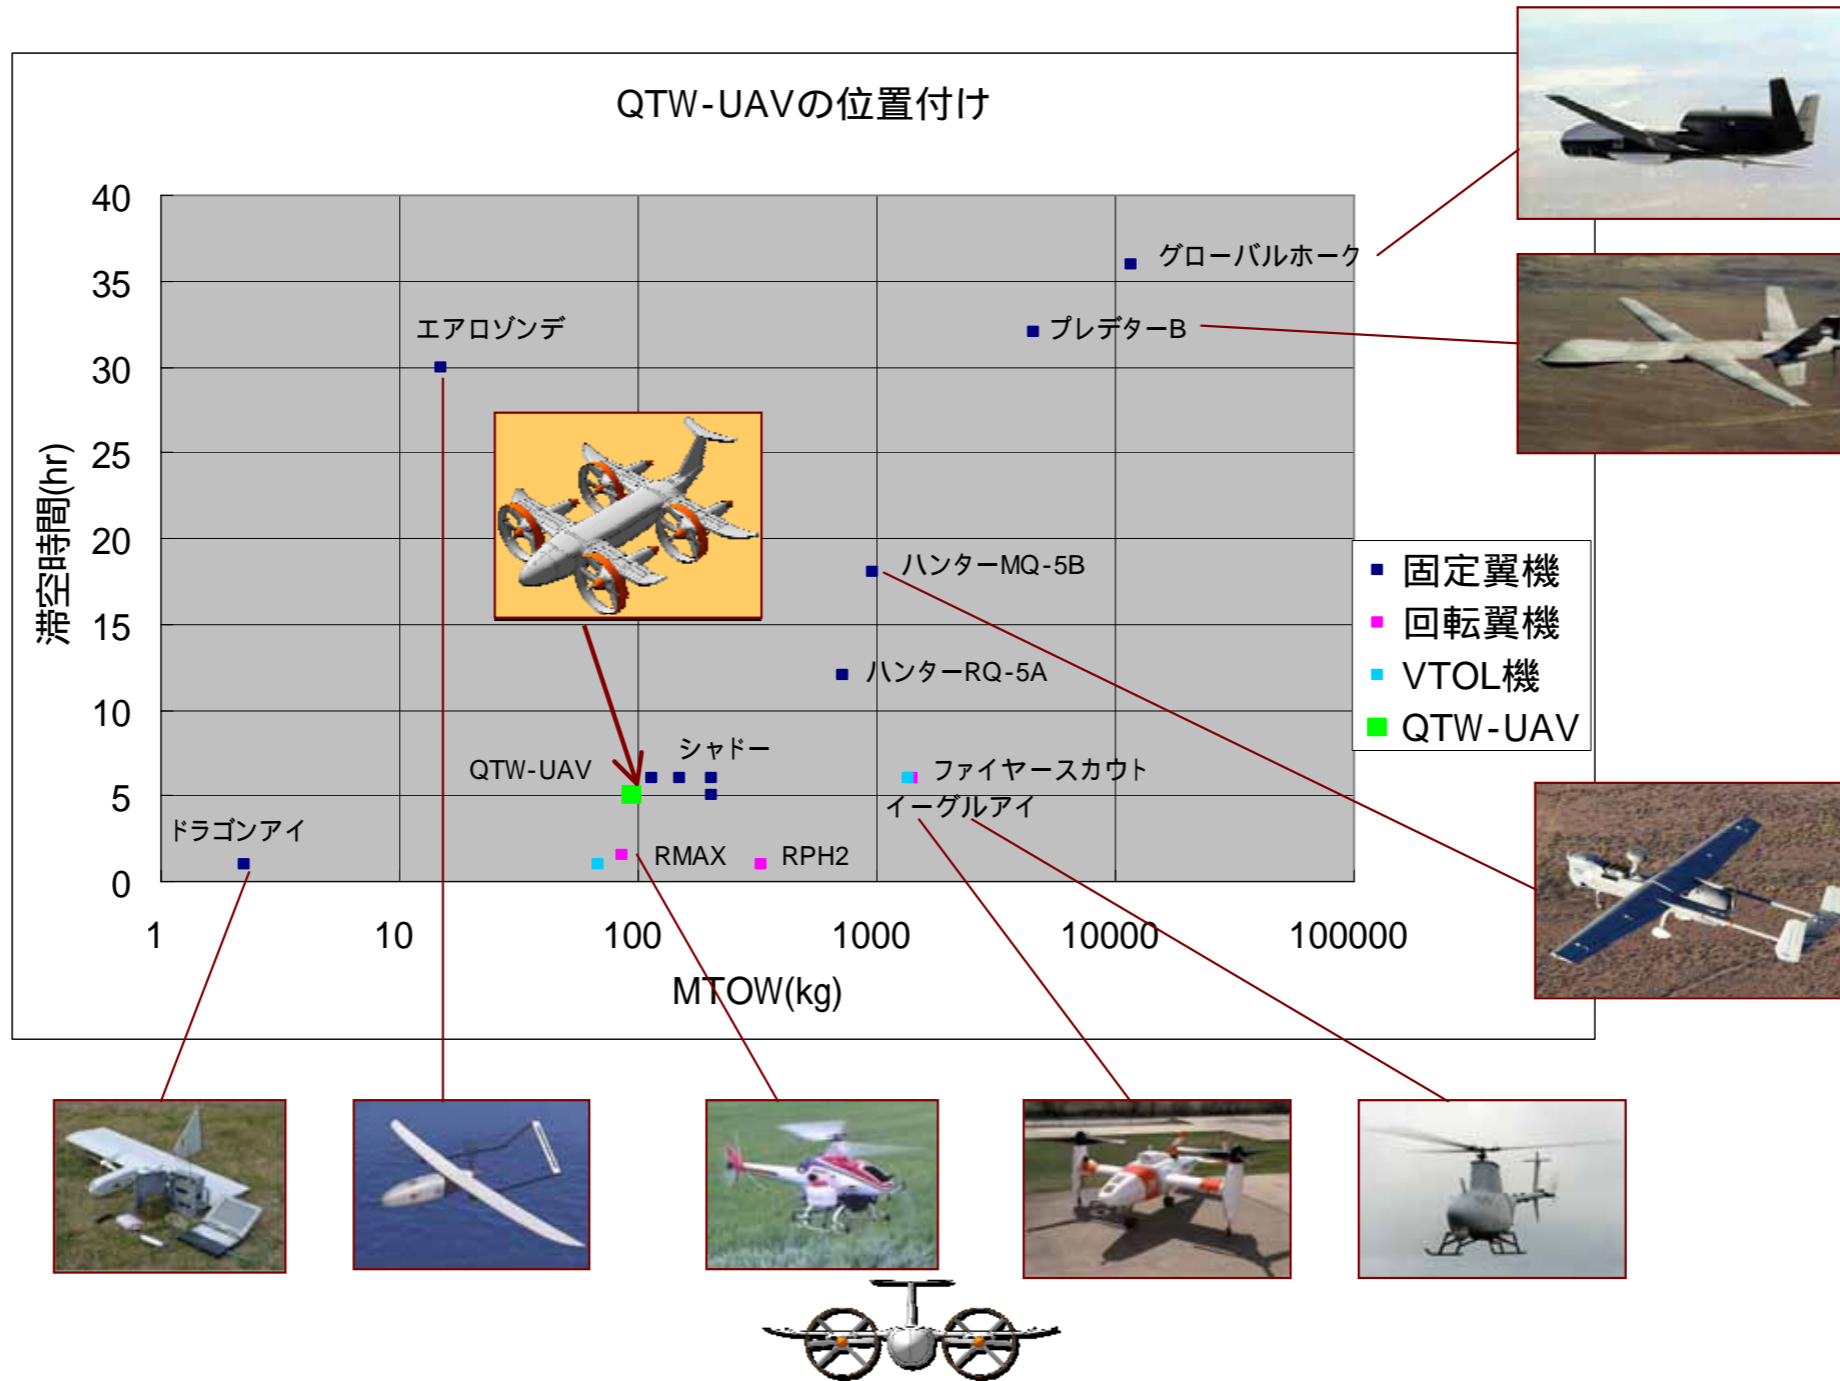 QTW-UAVの位置付け
40
35
30
25
20
15
10
5
0
滞空時間(hr)
グローバルホーク
プレデターB
エアロゾンデ
ハンターMQ-5B
ハンターRQ-5A
シャドー
QTW-UAV
ファイヤースカウト
イーグルアイ
ドラゴンアイ
RMAX
RPH2
固定翼機
回転翼機
VTOL機
QTW-UAV
1
10
100
1000
10000
100000
MTOW(kg)